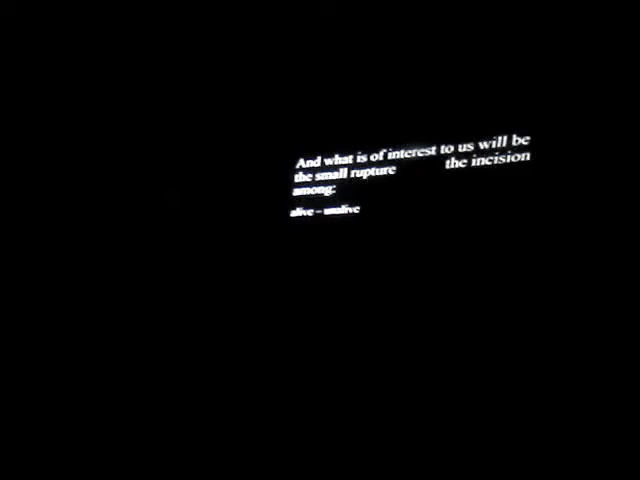 And what is of interest to us will be
the small rupture the incision
among:
alive – unalive